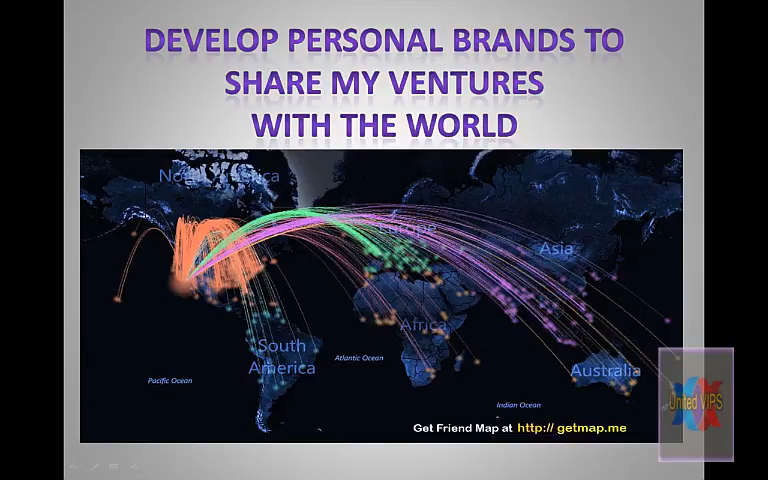 DEVELOP PERSONAL BRANDS TO
SHARE MY VENTURES
WITH THE WORLD
North America
Europe
Asia
Africa
South
America
Atlantic Ocean
Pacific Ocean
Australia
Indian Ocean
United VIPS
Get Friend Map at http:// getmap.me